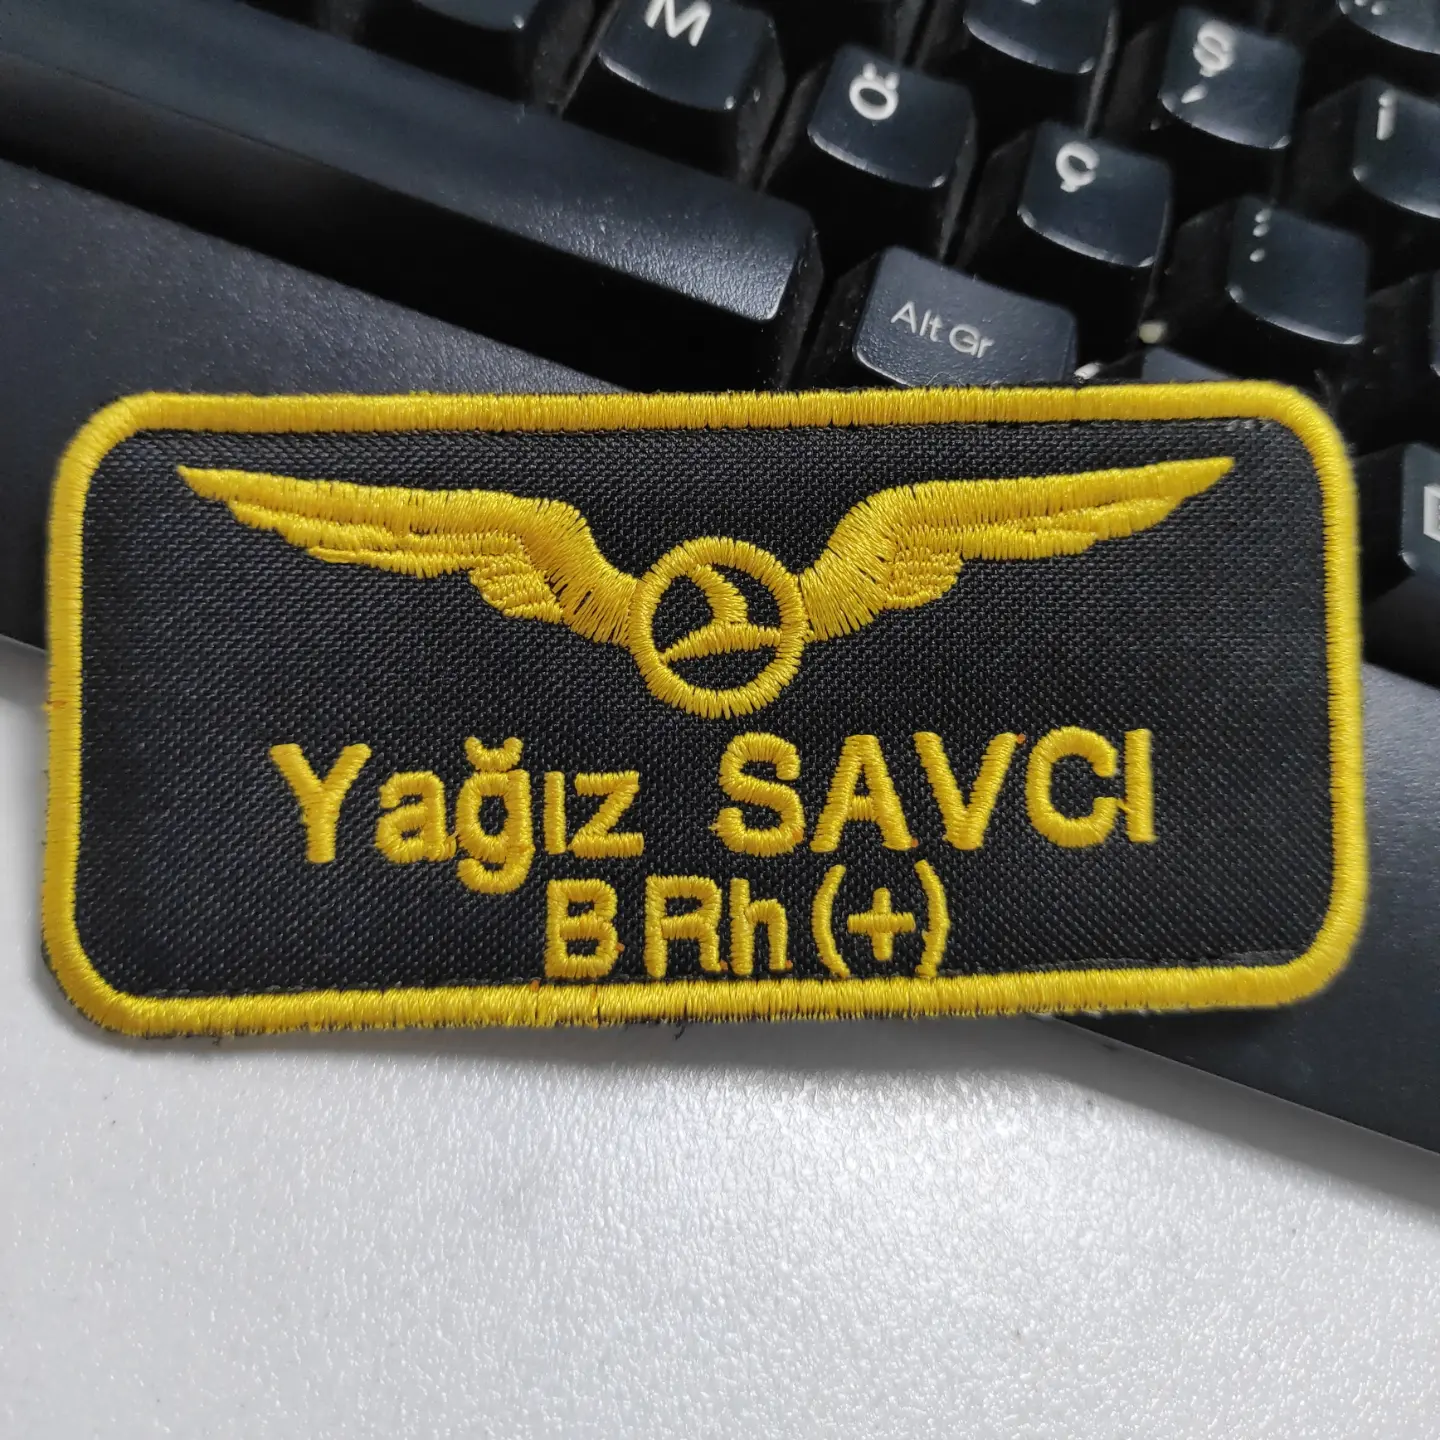 M
Ö
Ş
Ç
İ
:
.
Alt Gr
Yağız SAVCI
B Rh (+)